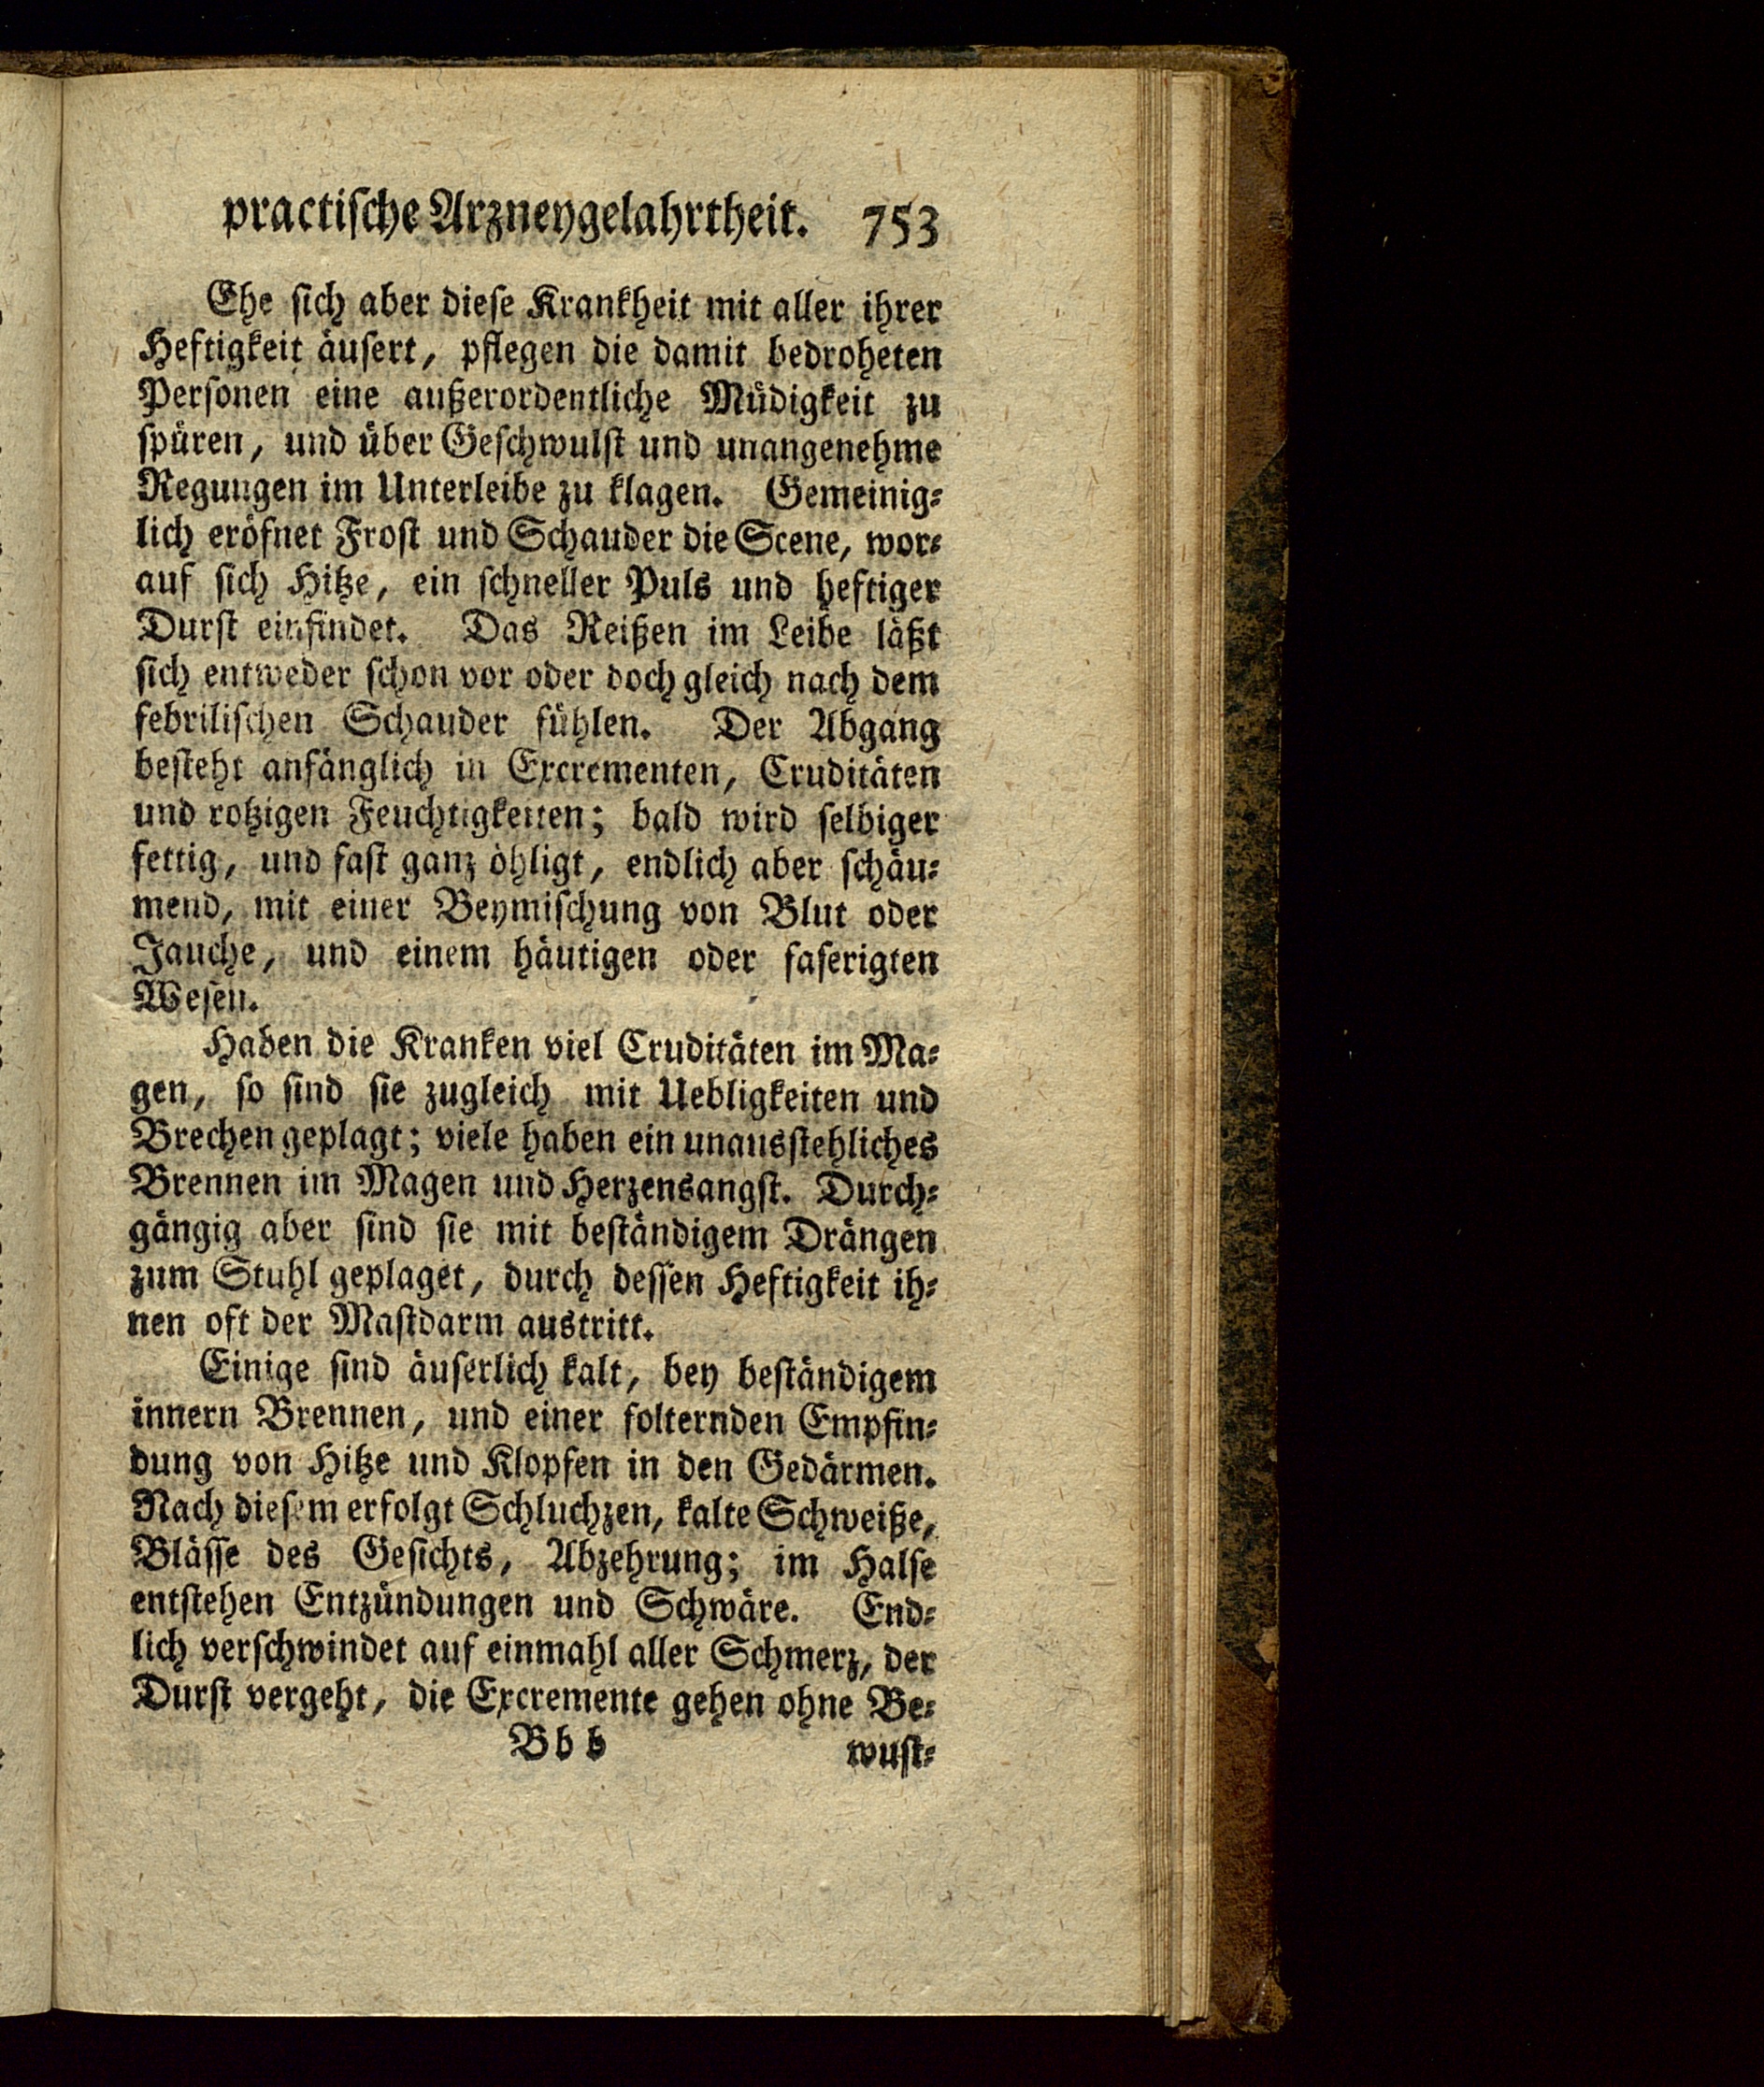 practische Arzneygelahrtheit. 753
Ehe sich aber diese Krankheit mit aller ihrer
Heftigkeit äusert, pflegen die damit bedroheten
Personen eine außerordentliche Müdigkeit zu
spüren, und über Geschwulst und unangenehme
Regungen im Unterleibe zu klagen. Gemeinig-
lich eröfnet Frost und Schauder die Scene, wor-
auf sich Hitze, ein schneller Puls und heftiger
Durst einfindet. Das Reißen im Leibe läßt
sich entweder schon vor oder doch gleich nach dem
febrilischen Schauder fühlen. Der Abgang
besteht anfänglich in Excrementen, Cruditäten
und rotzigen Feuchtigkeiten; bald wird selbiger
fettig, und fast ganz öhligt, endlich aber schäu-
mend, mit einer Beymischung von Blut oder
Jauche, und einem häutigen oder faserigten
Wesen.
Haben die Kranken viel Cruditäten im Ma-
gen, so sind sie zugleich mit Uebligkeiten und
Brechen geplagt; viele haben ein unausstehliches
Brennen im Magen und Herzensangst. Durch-
gängig aber sind sie mit beständigem Drängen
zum Stuhl geplaget, durch dessen Heftigkeit ih-
nen oft der Mastdarm austritt.
Einige sind äuserlich kalt, bey beständigem
innern Brennen, und einer folternden Empfin-
dung von Hitze und Klopfen in den Gedärmen.
Nach diesem erfolgt Schluchzen, kalte Schweiße,
Blässe des Gesichts, Abzehrung; im Halse
entstehen Entzündungen und Schwäre. End-
lich verschwindet auf einmahl aller Schmerz, der
Durst vergeht, die Excremente gehen ohne Be-
Bbb wust-